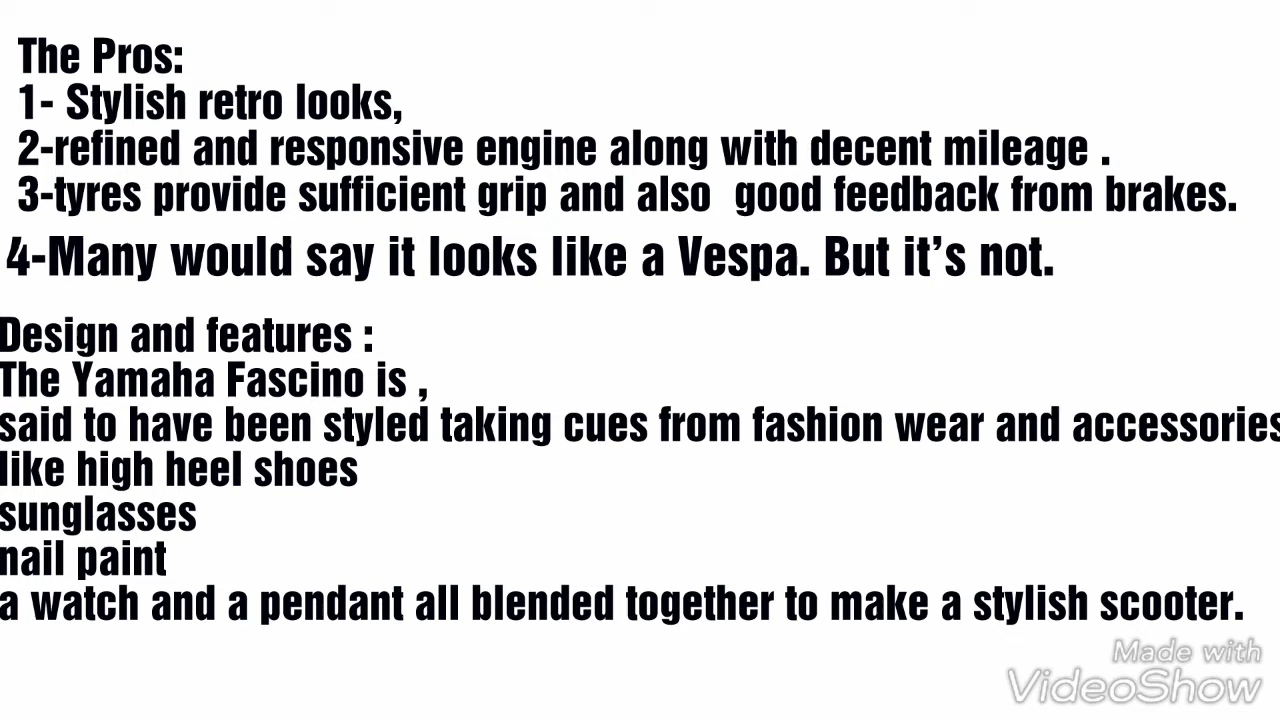 The Pros:
1- Stylish retro looks,
2-refined and responsive engine along with decent mileage .
3-tyres provide sufficient grip and also  good feedback from brakes.
4-Many would say it looks like a Vespa. But it’s not.
Design and features :
The Yamaha Fascino is ,
said to have been styled taking cues from fashion wear and accessories
like high heel shoes
sunglasses
nail paint
a watch and a pendant all blended together to make a stylish scooter.
Made with
VideoShow